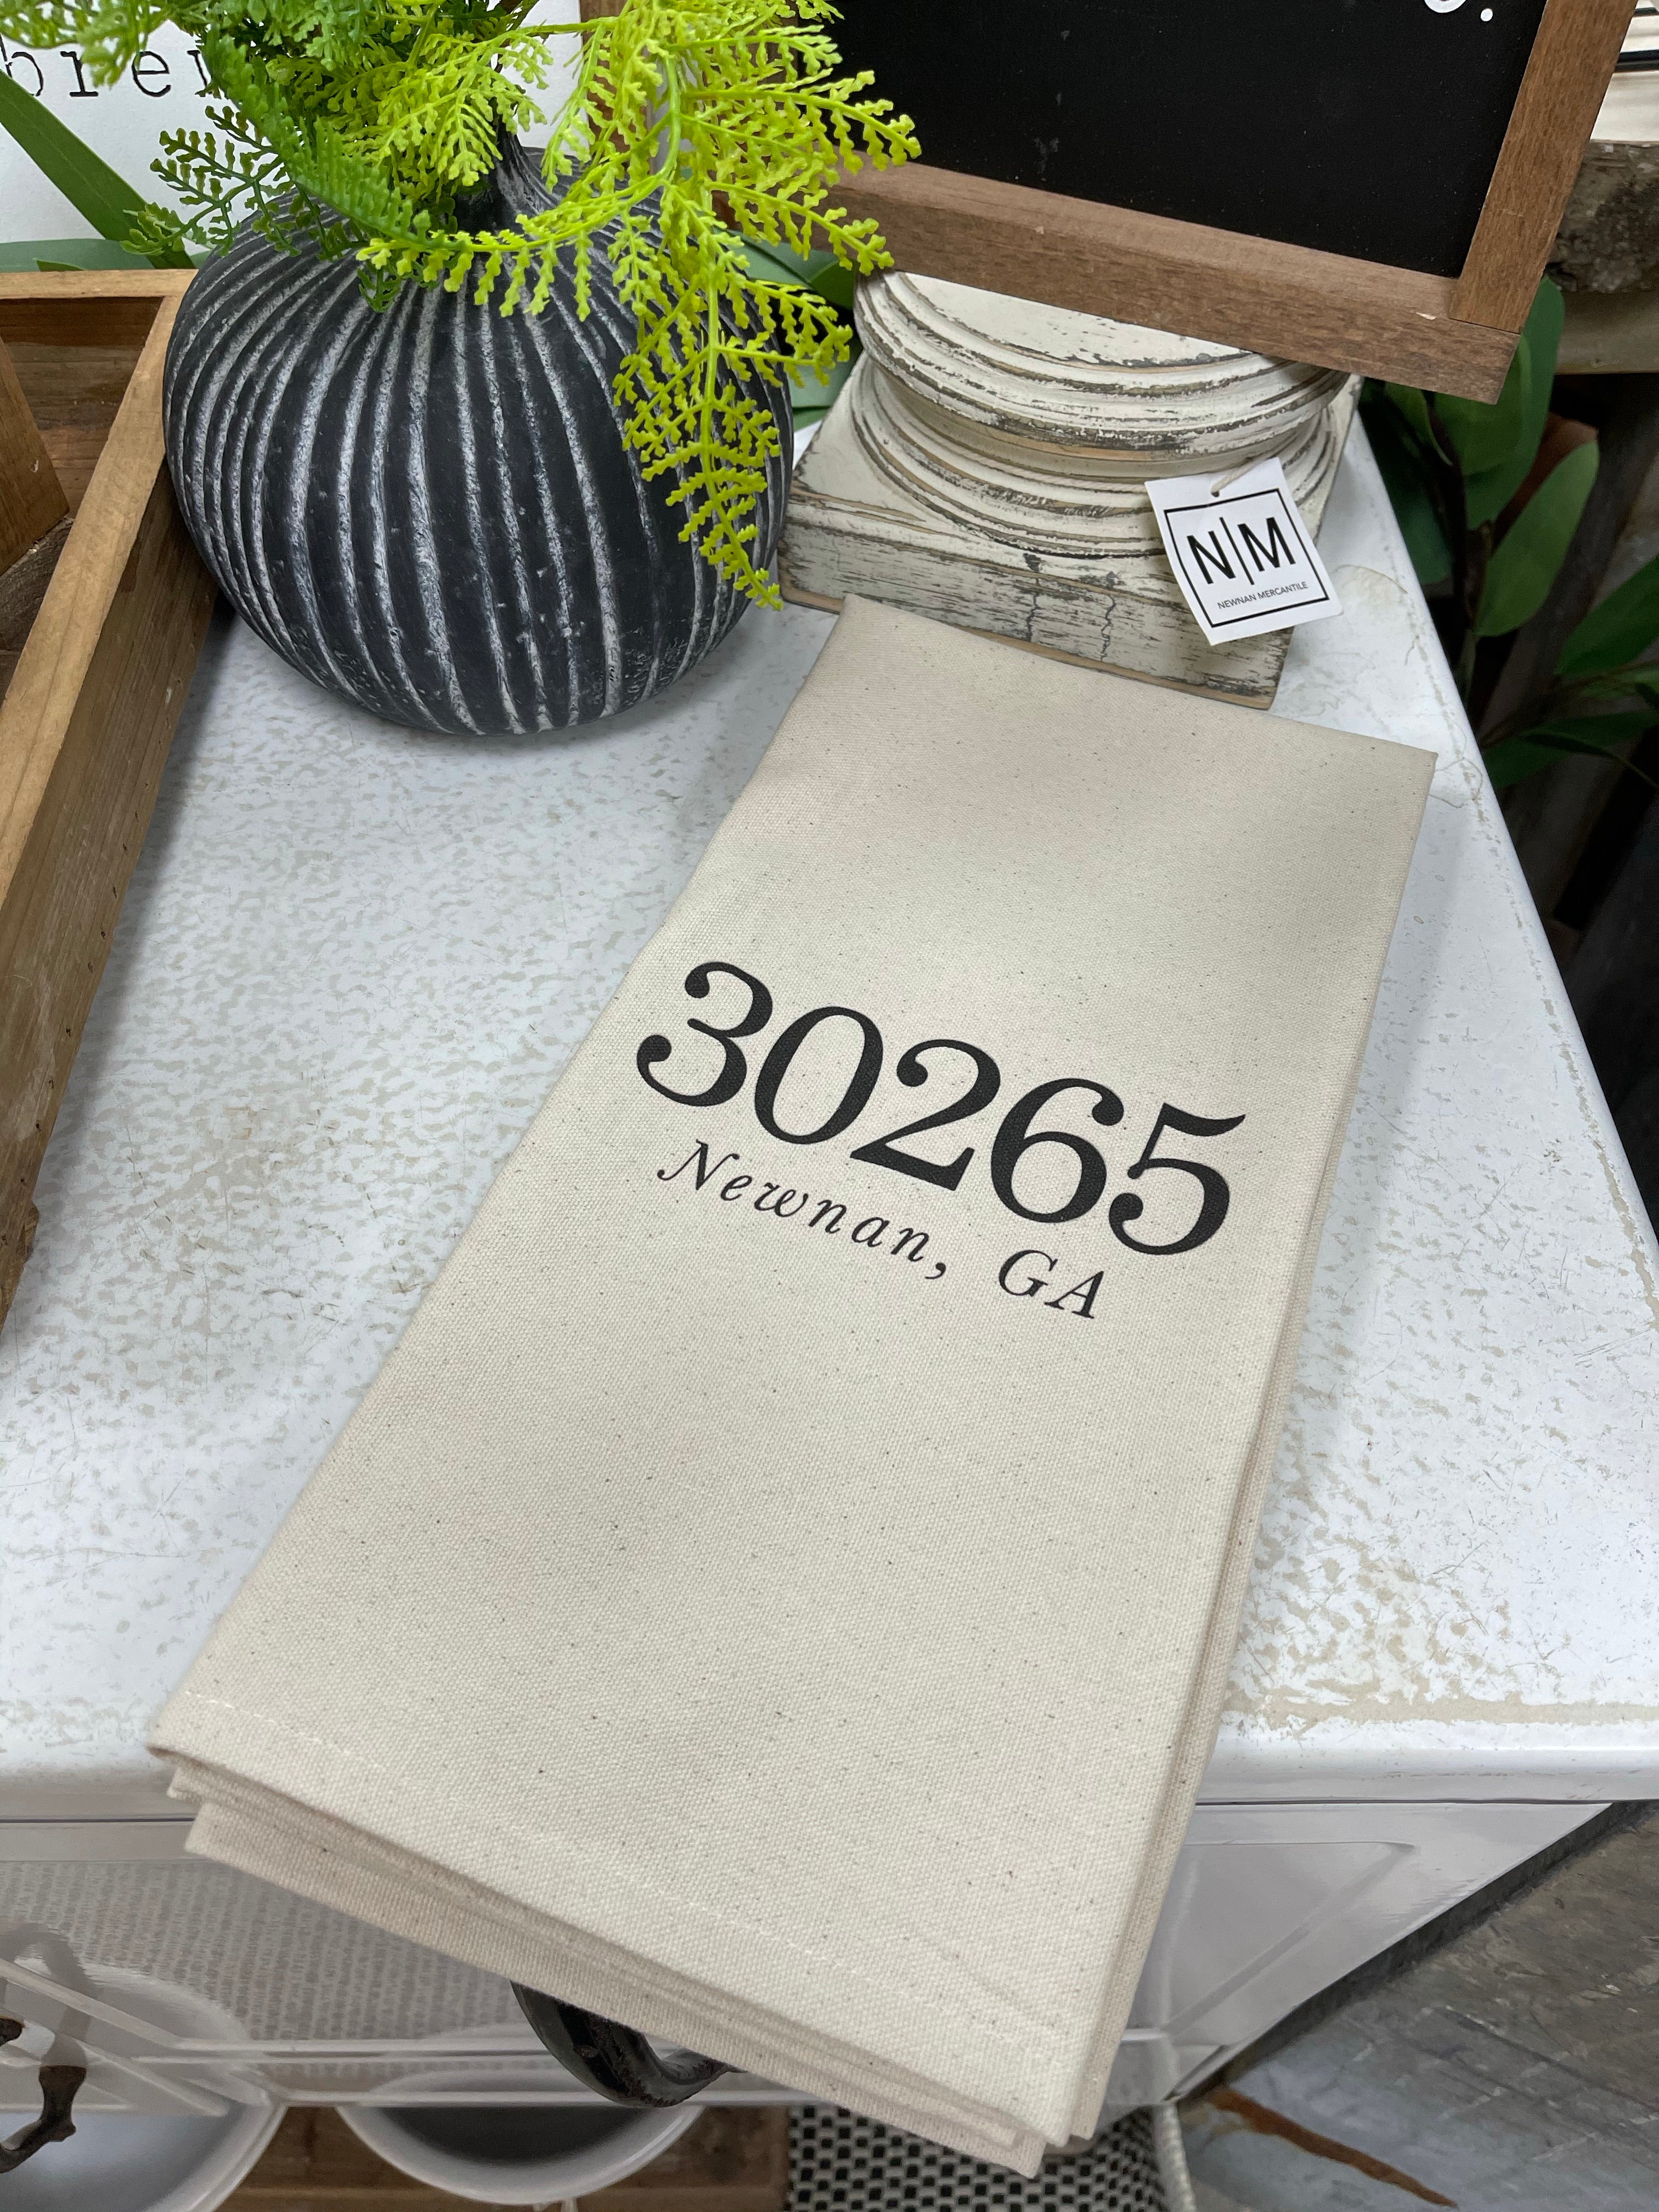 N|M
NEWNAN MERCANTILE
30265
Newnan, GA